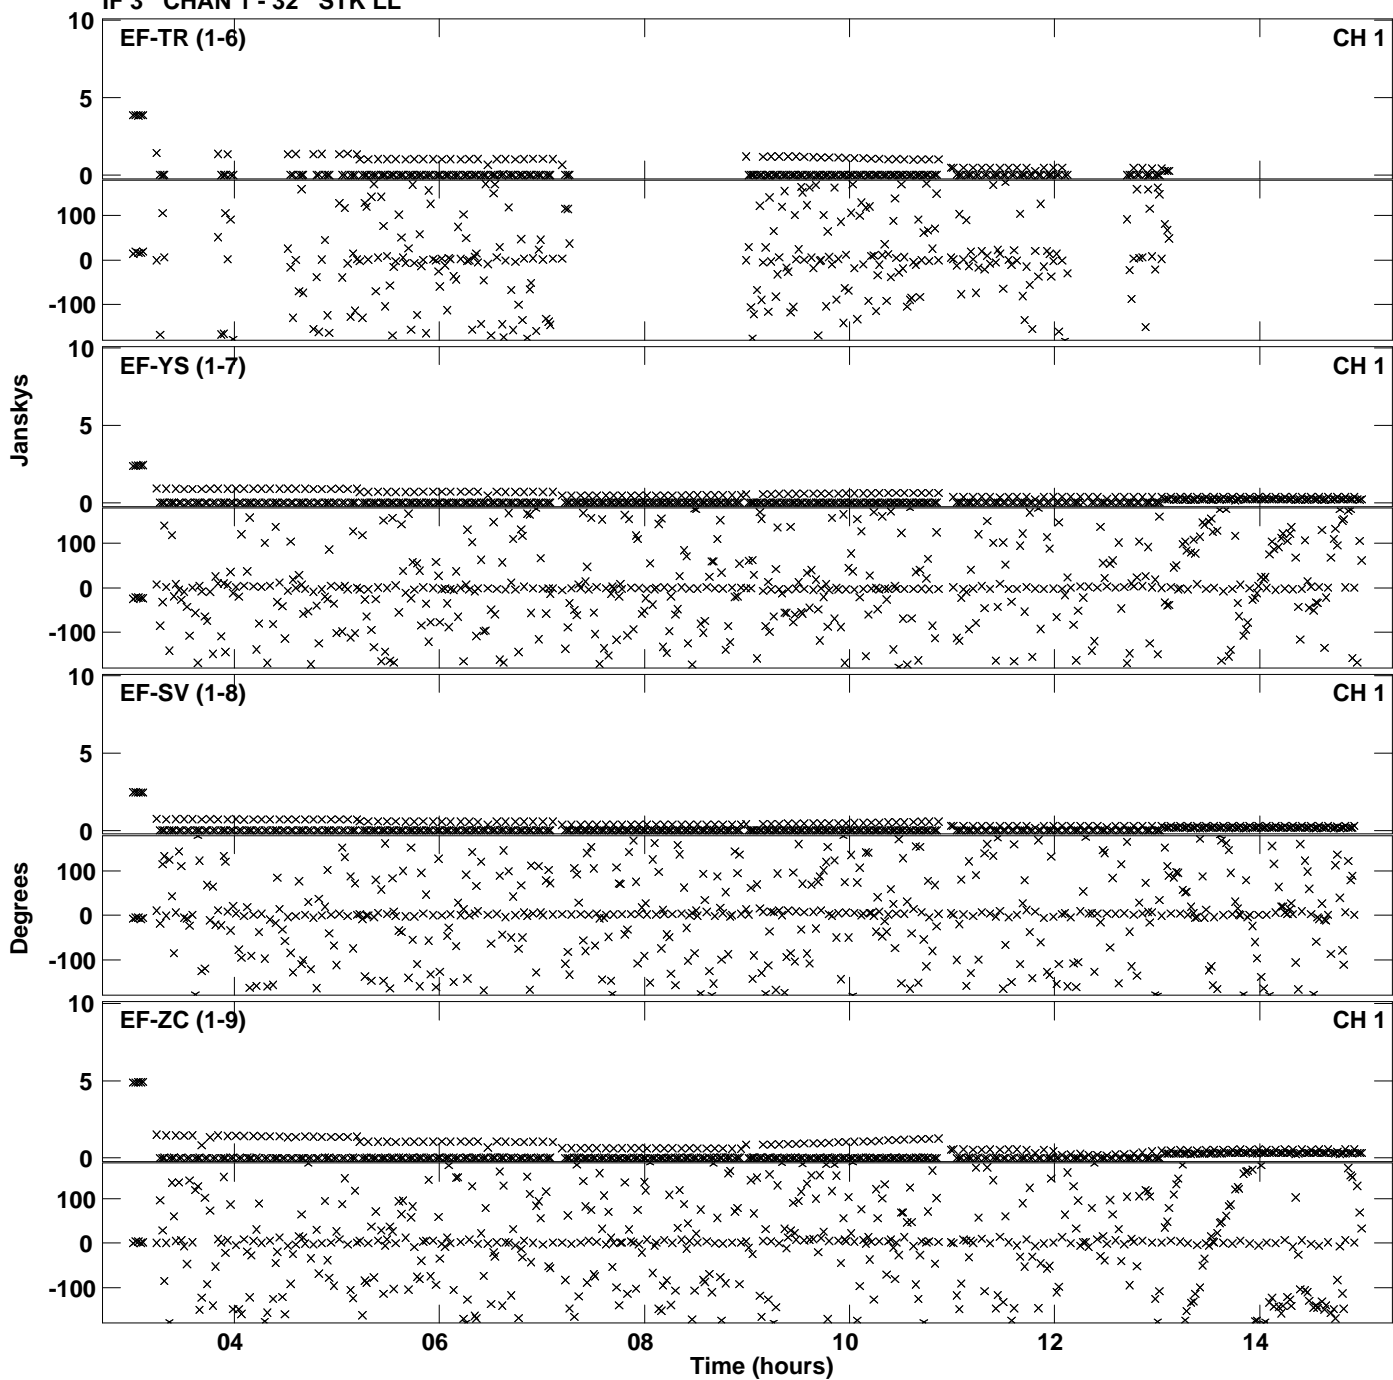 IF 3 CHAN 1 - 32 STK LL
10
EF-TR (1-6) CH 1
5
0
100
0
-100
10
EF-YS (1-7) CH 1
5
0
100
0
-100
10
EF-SV (1-8) CH 1
5
0
100
0
-100
10
EF-ZC (1-9) CH 1
5
0
100
0
-100
Janskys
Degrees
04 06 08 10 12 14
Time (hours)